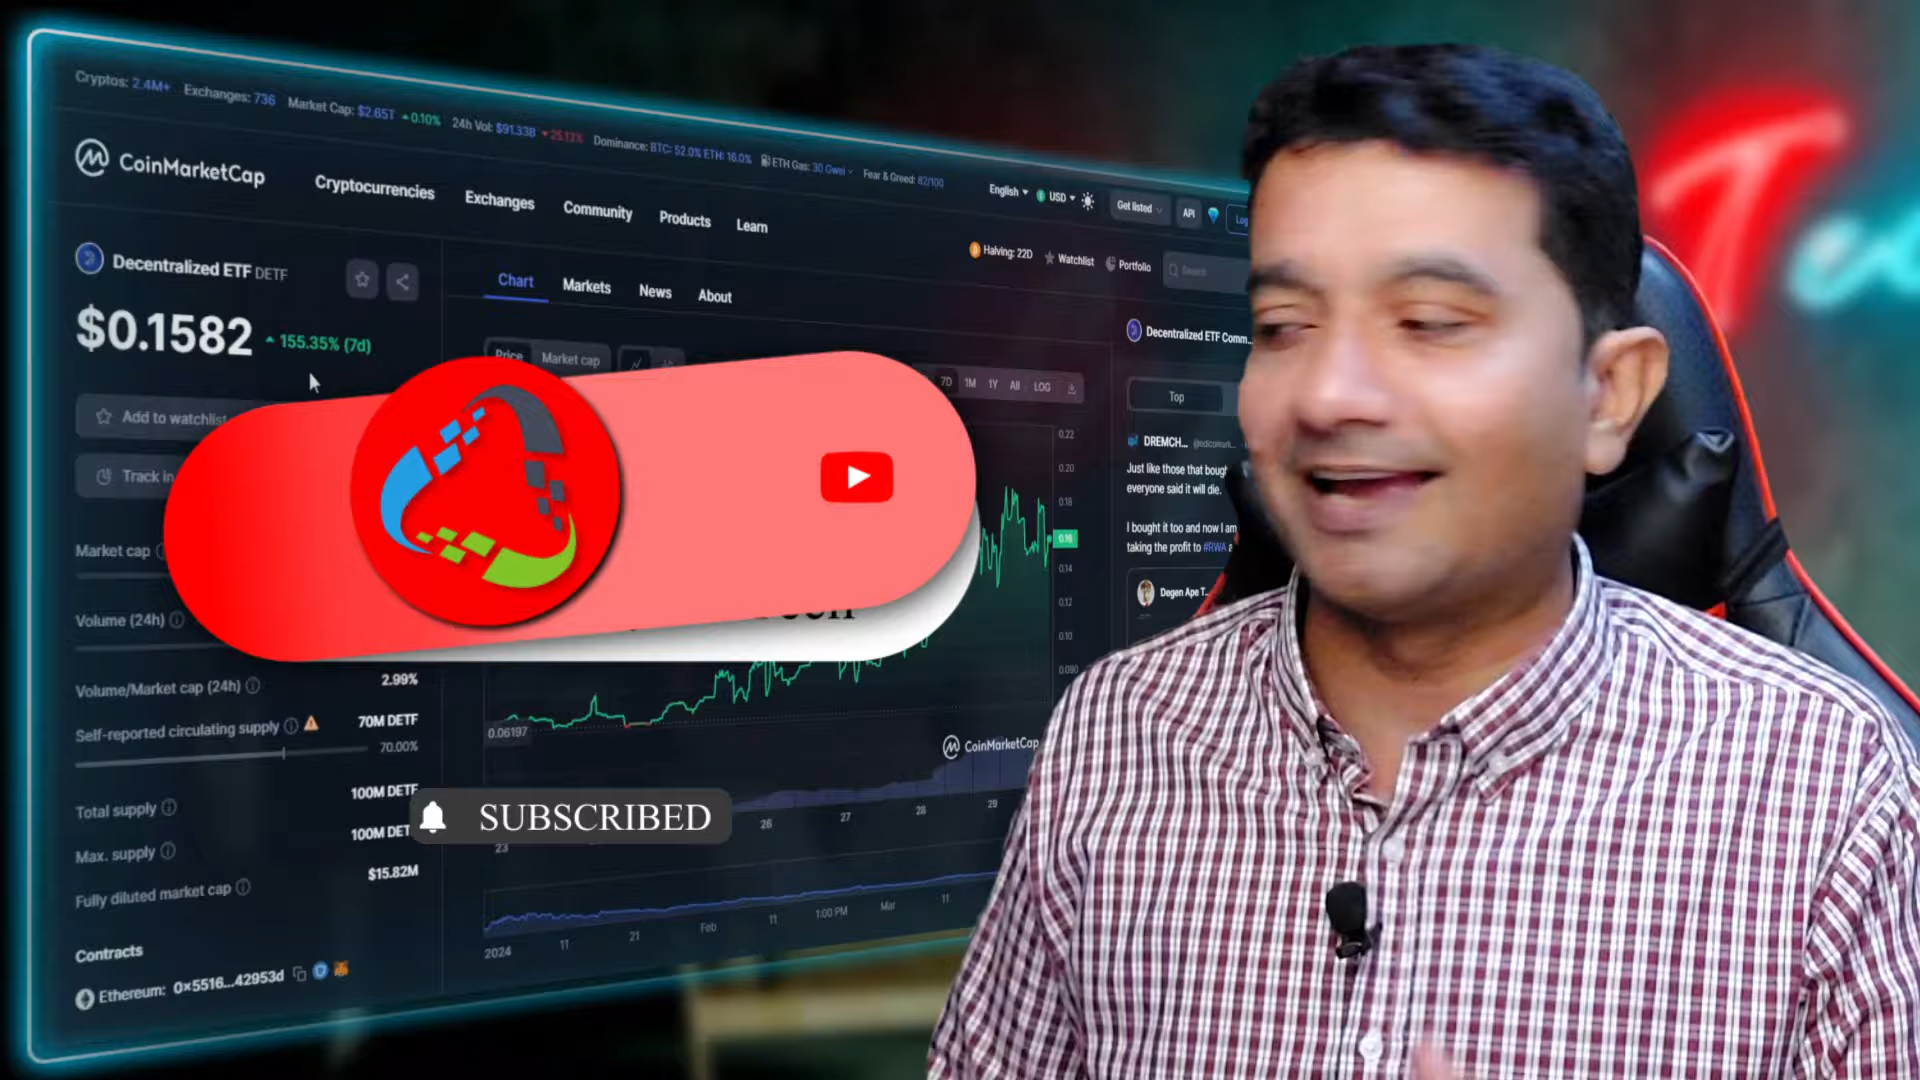 Cryptos: 2.4M+ Exchanges: 736 Market Cap: $2.65T 0.10% 24h Vol: $91.33B 25.17% Dominance: BTC: 52.0% ETH: 16.0% ETH Gas: 30 Gwei Fear & Greed: 82/100
English USD Get listed API
CoinMarketCap Cryptocurrencies Exchanges Community Products Learn
Halving: 22D Watchlist Portfolio Search
Decentralized ETF DETF
$0.1582 155.35% (7d)
Add to watchlist
Track in
Market cap
Volume (24h)
Volume/Market cap (24h) 2.99%
Self-reported circulating supply 70M DETF
70.00%
Total supply 100M DETF
Max. supply 100M DET
Fully diluted market cap $15.82M
Contracts
Ethereum: 0x5516...42953d
Chart Markets News About
Price Market cap
7D 1M 1Y All LOG
0.22
0.20
0.18
0.16
0.14
0.12
0.10
0.080
0.06197
CoinMarketCap
23 26 27 28 29
2024 11 21 Feb 11 1:00 PM Mar 11
SUBSCRIBED
Decentralized ETF Comm...
Top
DREMCH...
Just like those that bough
everyone said it will die.
I bought it too and now I am
taking the profit to #RWA a
Degen Ape T...